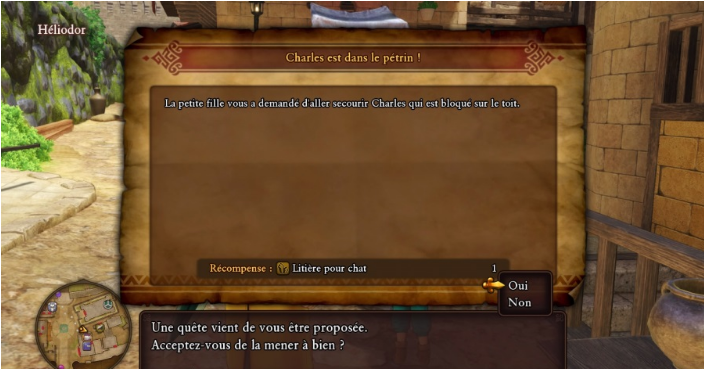 Héliodor
Charles est dans le pétrin !
La petite fille vous a demandé d'aller secourir Charles qui est bloqué sur le toit.
Récompense : Litière pour chat 1
Oui
Non
Une quête vient de vous être proposée.
Acceptez-vous de la mener à bien ?